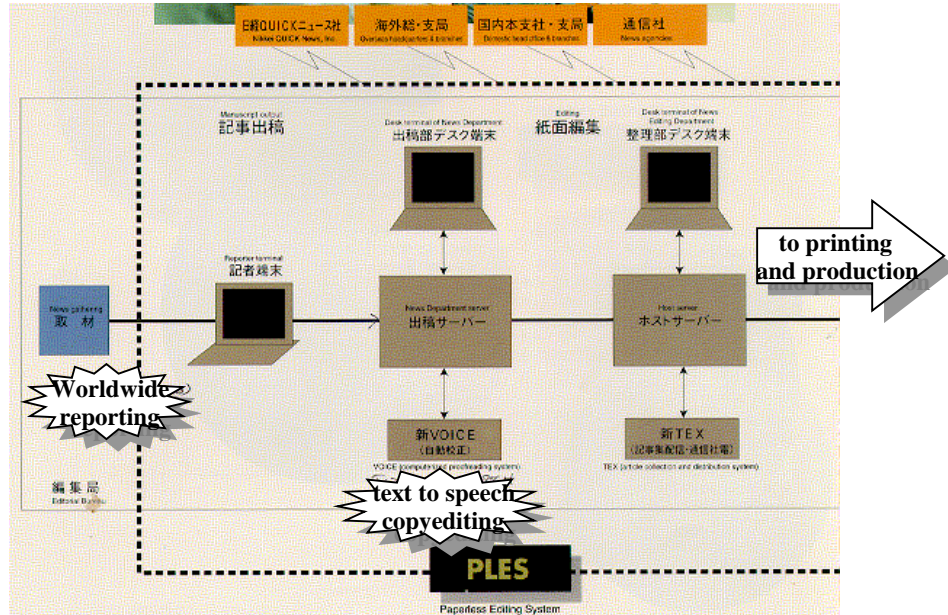 日経QUICKニュース社
Nikkei QUICK News, Inc.
海外総・支局
Overseas headquarters & branches
国内本支社・支局
Domestic head office & branches
通信社
News agencies
Manuscript output
記事出稿
Desk terminal of News Department
出稿部デスク端末
Editing
紙面編集
Desk terminal of News
Editing Department
整理部デスク端末
to printing
and production
Reporter terminal
記者端末
News gathering
取 材
News Department server
出稿サーバー
Host server
ホストサーバー
Worldwide
reporting
新VOICE
(自動校正)
VOICE (computerised proofreading system)
新TEX
(記事集配信・通信社電)
TEX (article collection and distribution system)
編集局
Editorial Bureau
text to speech
copyediting
PLES
Paperless Editing System